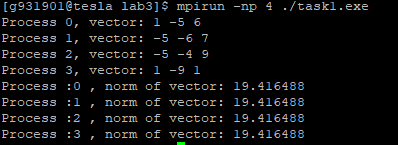 [g931901@tesla lab3]$ mpirun -np 4 ./task1.exe
Process 0, vector: 1 -5 6
Process 1, vector: -5 -6 7
Process 2, vector: -5 -4 9
Process 3, vector: 1 -9 1
Process :0 , norm of vector: 19.416488
Process :1 , norm of vector: 19.416488
Process :2 , norm of vector: 19.416488
Process :3 , norm of vector: 19.416488